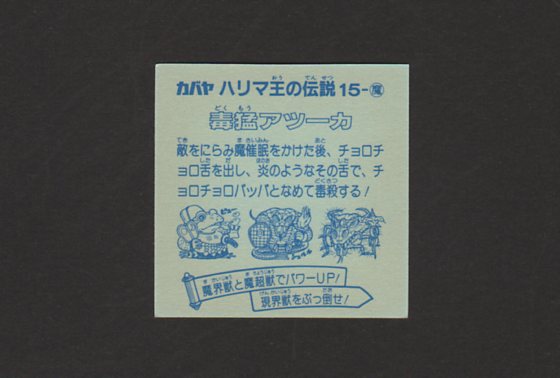 カバヤ ハリマ王の伝説 15-魔
毒猛アツーカ
敵をにらみ魔催眠をかけた後、チョロチ
ョロ舌を出し、炎のようなその舌で、チ
ョロチョロパッパとなめて毒殺する!
魔界獣と魔超獣でパワーUP!
現界獣をぶっ倒せ!